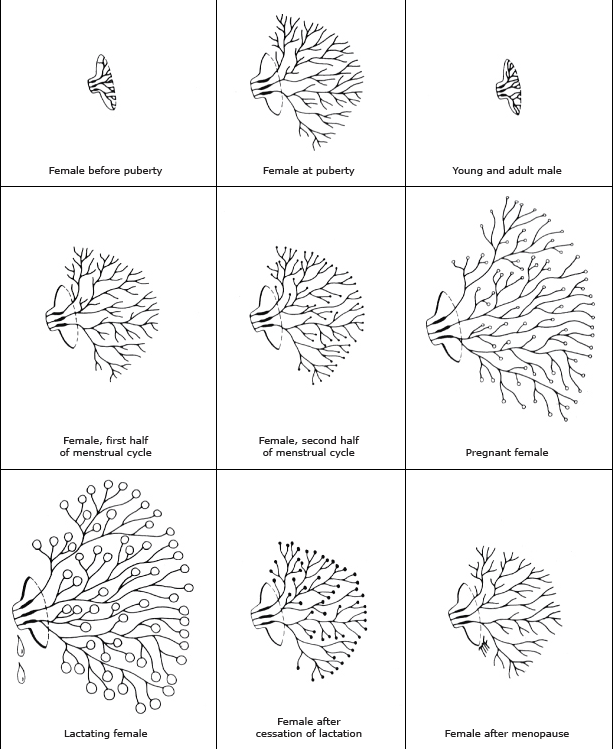 Female before puberty
Female at puberty
Young and adult male
Female, first half
of menstrual cycle
Female, second half
of menstrual cycle
Pregnant female
Lactating female
Female after
cessation of lactation
Female after menopause